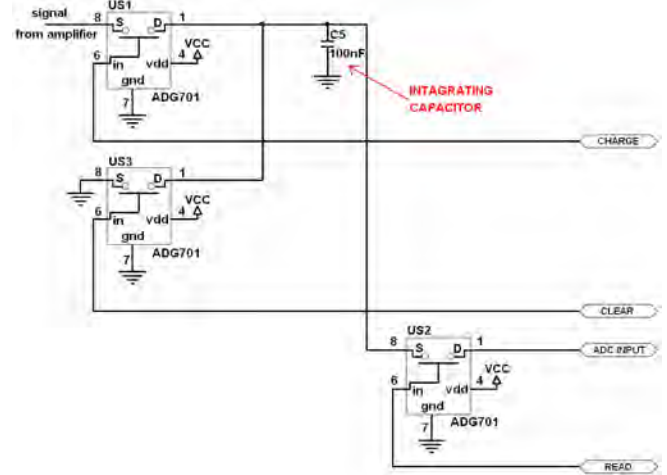 US1
signal
from amplifier
8 S D 1
VCC
6 in vdd 4
gnd
7
ADG701
C5
100nF
INTAGRATING
CAPACITOR
CHARGE
US3
8 S D 1
VCC
6 in vdd 4
gnd
7
ADG701
CLEAR
US2
8 S D 1
ADC INPUT
VCC
6 in vdd 4
gnd
7
ADG701
READ